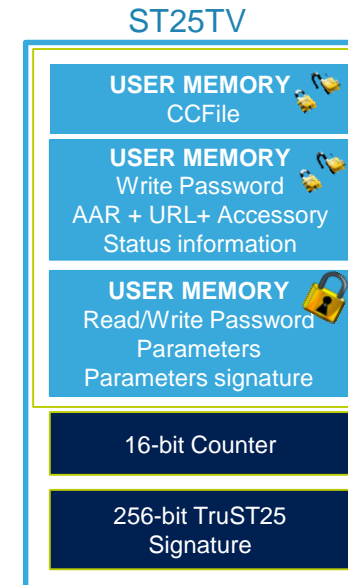 ST25TV
USER MEMORY
CCFile
USER MEMORY
Write Password
AAR + URL+ Accessory
Status information
USER MEMORY
Read/Write Password
Parameters
Parameters signature
16-bit Counter
256-bit TruST25
Signature